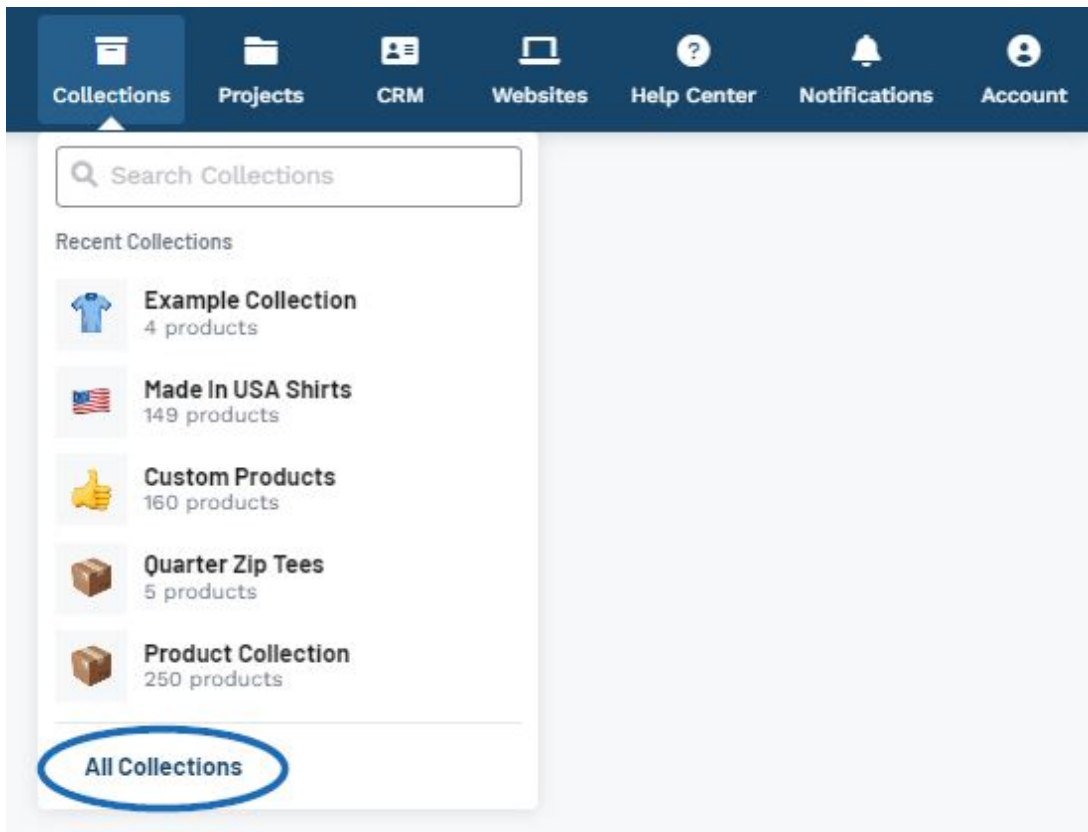 Collections Projects CRM Websites Help Center Notifications Account
Search Collections
Recent Collections
Example Collection
4 products
Made In USA Shirts
149 products
Custom Products
160 products
Quarter Zip Tees
5 products
Product Collection
250 products
All Collections